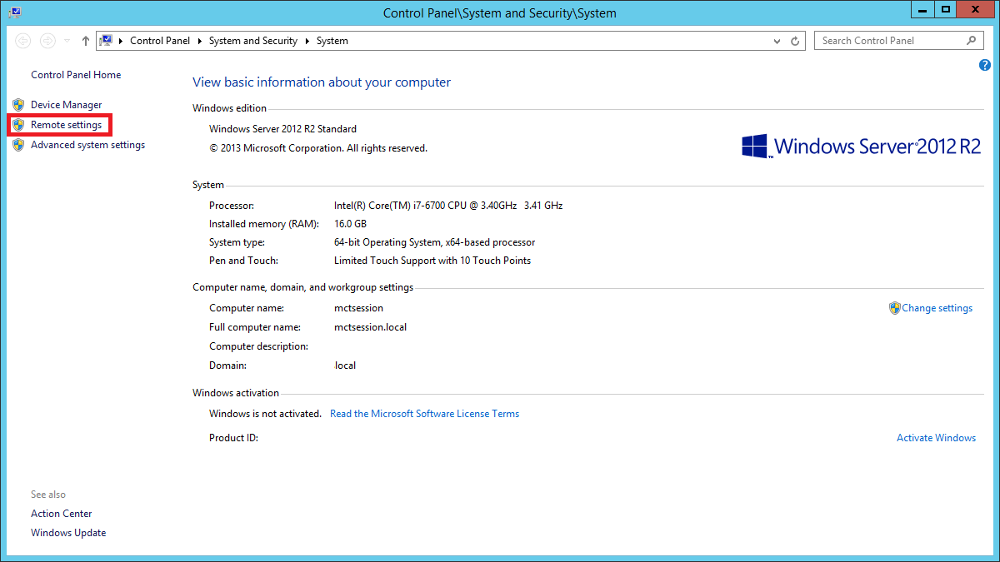 Control Panel\System and Security\System
Control Panel System and Security System
Search Control Panel
Control Panel Home
Device Manager
Remote settings
Advanced system settings
View basic information about your computer
Windows edition
Windows Server 2012 R2 Standard
© 2013 Microsoft Corporation. All rights reserved.
Windows Server 2012 R2
System
Processor: Intel(R) Core(TM) i7-6700 CPU @ 3.40GHz 3.41 GHz
Installed memory (RAM): 16.0 GB
System type: 64-bit Operating System, x64-based processor
Pen and Touch: Limited Touch Support with 10 Touch Points
Computer name, domain, and workgroup settings
Computer name: mctsession
Change settings
Full computer name: mctsession.local
Computer description:
Domain: local
Windows activation
Windows is not activated. Read the Microsoft Software License Terms
Product ID:
Activate Windows
See also
Action Center
Windows Update